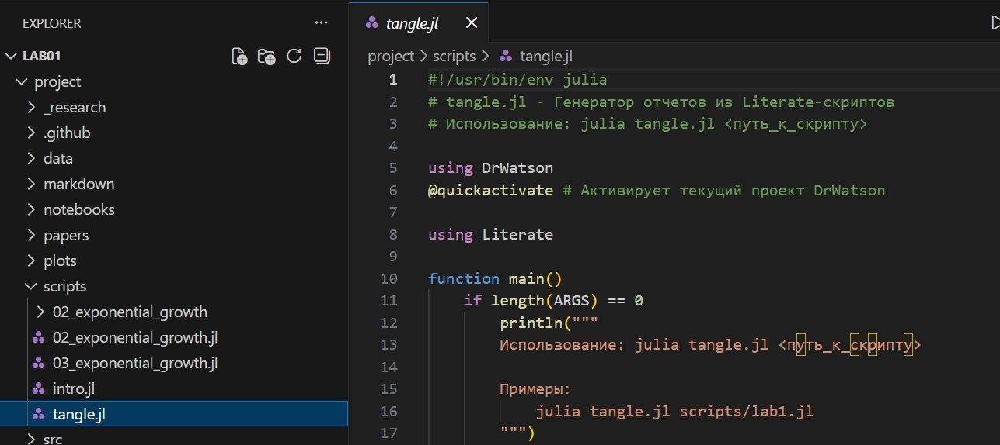 EXPLORER
...
LAB01
project
_research
.github
data
markdown
notebooks
papers
plots
scripts
02_exponential_growth
02_exponential_growth.jl
03_exponential_growth.jl
intro.jl
tangle.jl
src
tangle.jl
project > scripts > tangle.jl
1 #!/usr/bin/env julia
2 # tangle.jl - Генератор отчетов из Literate-скриптов
3 # Использование: julia tangle.jl <путь_к_скрипту>
4
5 using DrWatson
6 @quickactivate # Активирует текущий проект DrWatson
7
8 using Literate
9
10 function main()
11 if length(ARGS) == 0
12 println("""
13 Использование: julia tangle.jl <путь_к_скрипту>
14
15 Примеры:
16 julia tangle.jl scripts/lab1.jl
17 """)